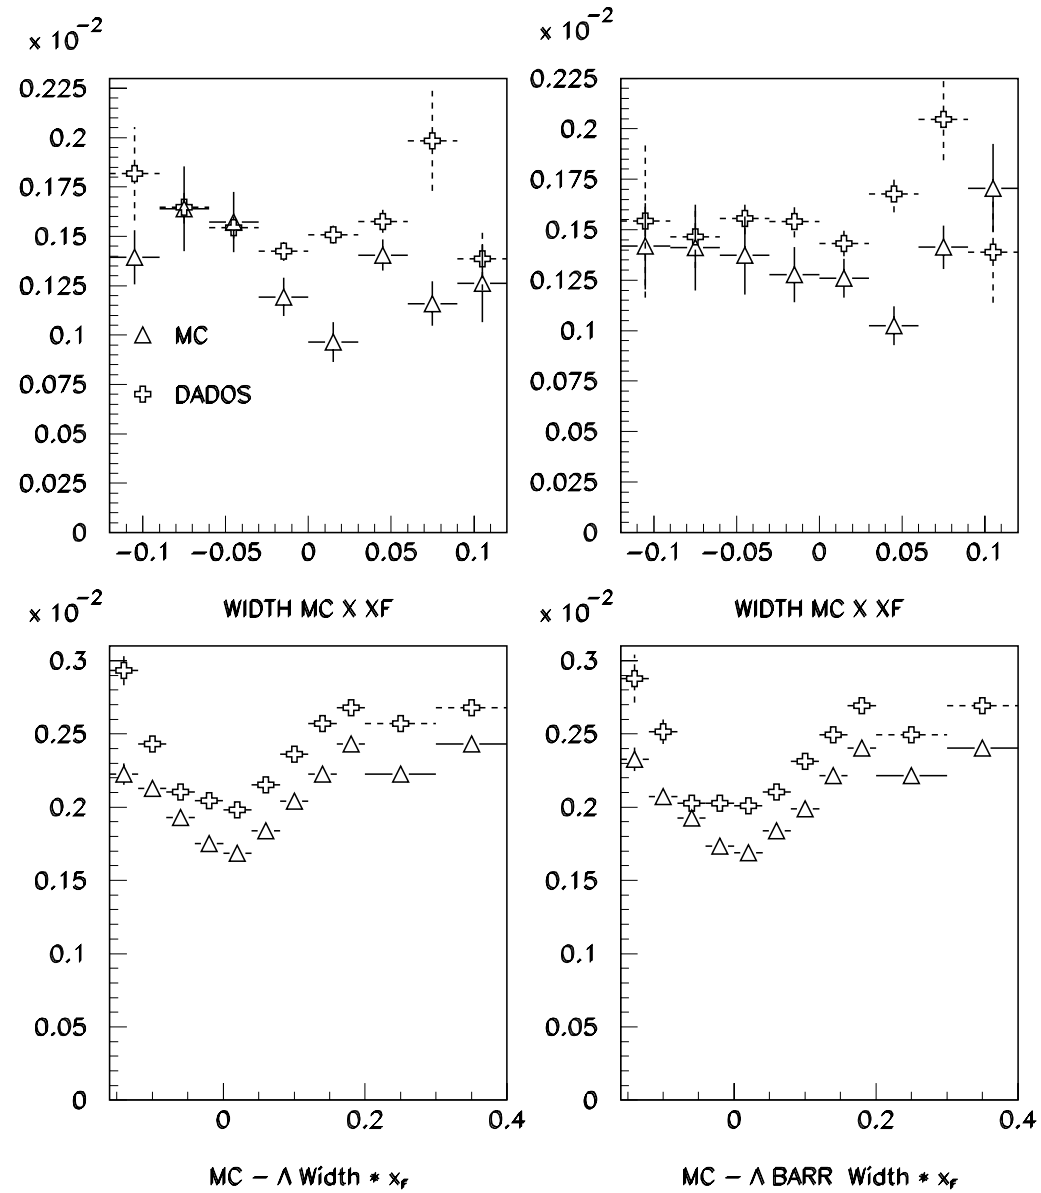 x 10⁻² x 10⁻²
0.225 0.225
0.2 0.2
0.175 0.175
0.15 0.15
0.125 0.125
0.1 0.1
0.075 0.075
0.05 0.05
0.025 0.025
0 0
MC
DADOS
−0.1 −0.05 0 0.05 0.1 −0.1 −0.05 0 0.05 0.1
WIDTH MC X XF WIDTH MC X XF
x 10⁻² x 10⁻²
0.3 0.3
0.25 0.25
0.2 0.2
0.15 0.15
0.1 0.1
0.05 0.05
0 0
0 0.2 0.4 0 0.2 0.4
MC − Λ Width * x_F MC − Λ BARR Width * x_F